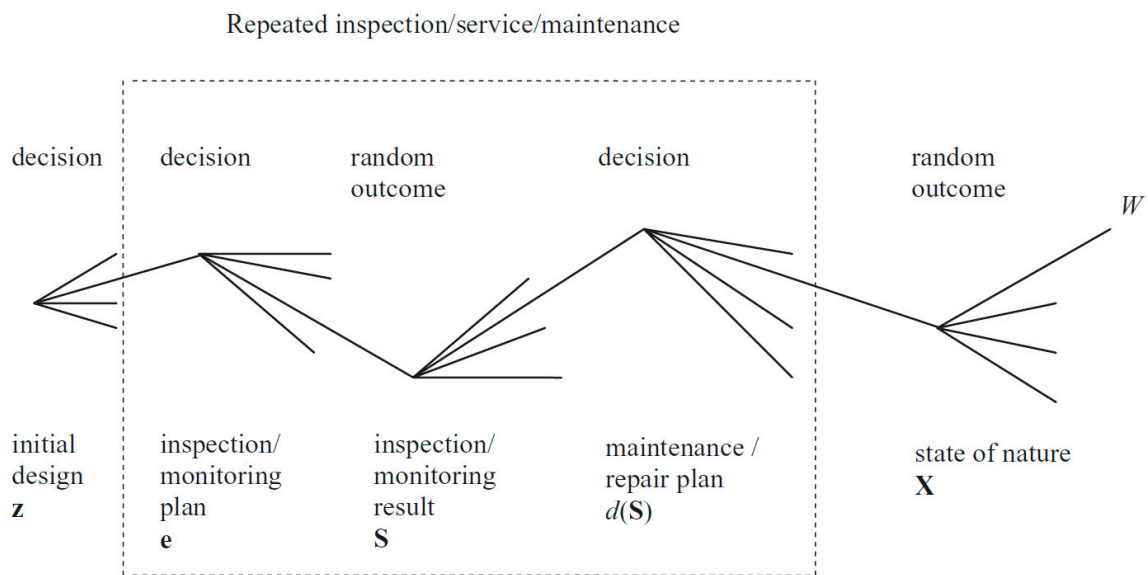 Repeated inspection/service/maintenance
decision
decision
random
outcome
decision
random
outcome
W
initial
design
z
inspection/
monitoring
plan
e
inspection/
monitoring
result
S
maintenance /
repair plan
d(S)
state of nature
X